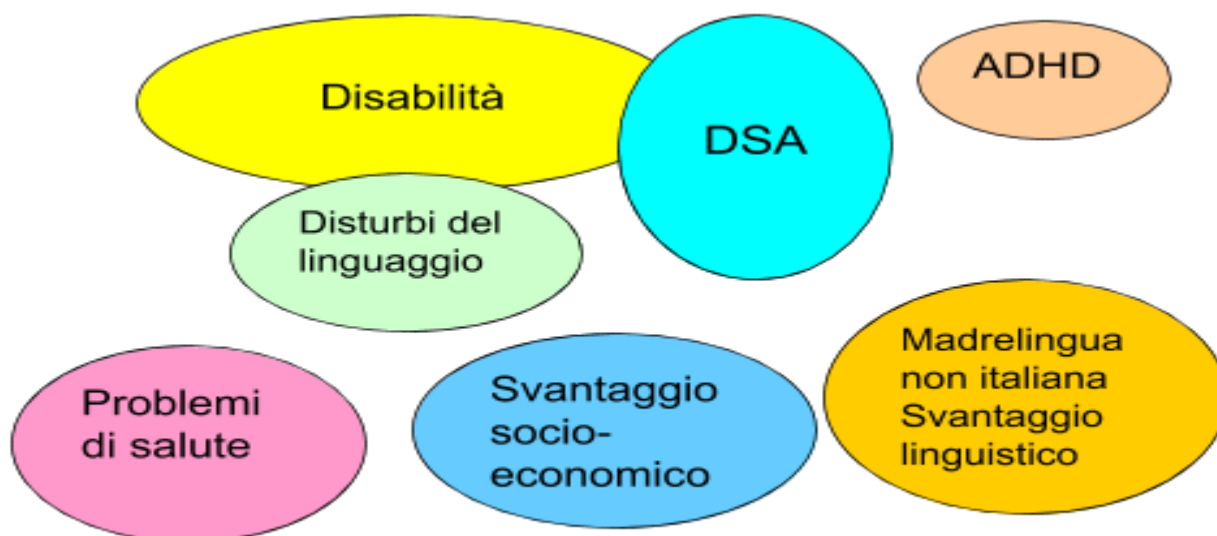 Disabilità
DSA
ADHD
Disturbi del
linguaggio
Problemi
di salute
Svantaggio
socio-
economico
Madrelingua
non italiana
Svantaggio
linguistico